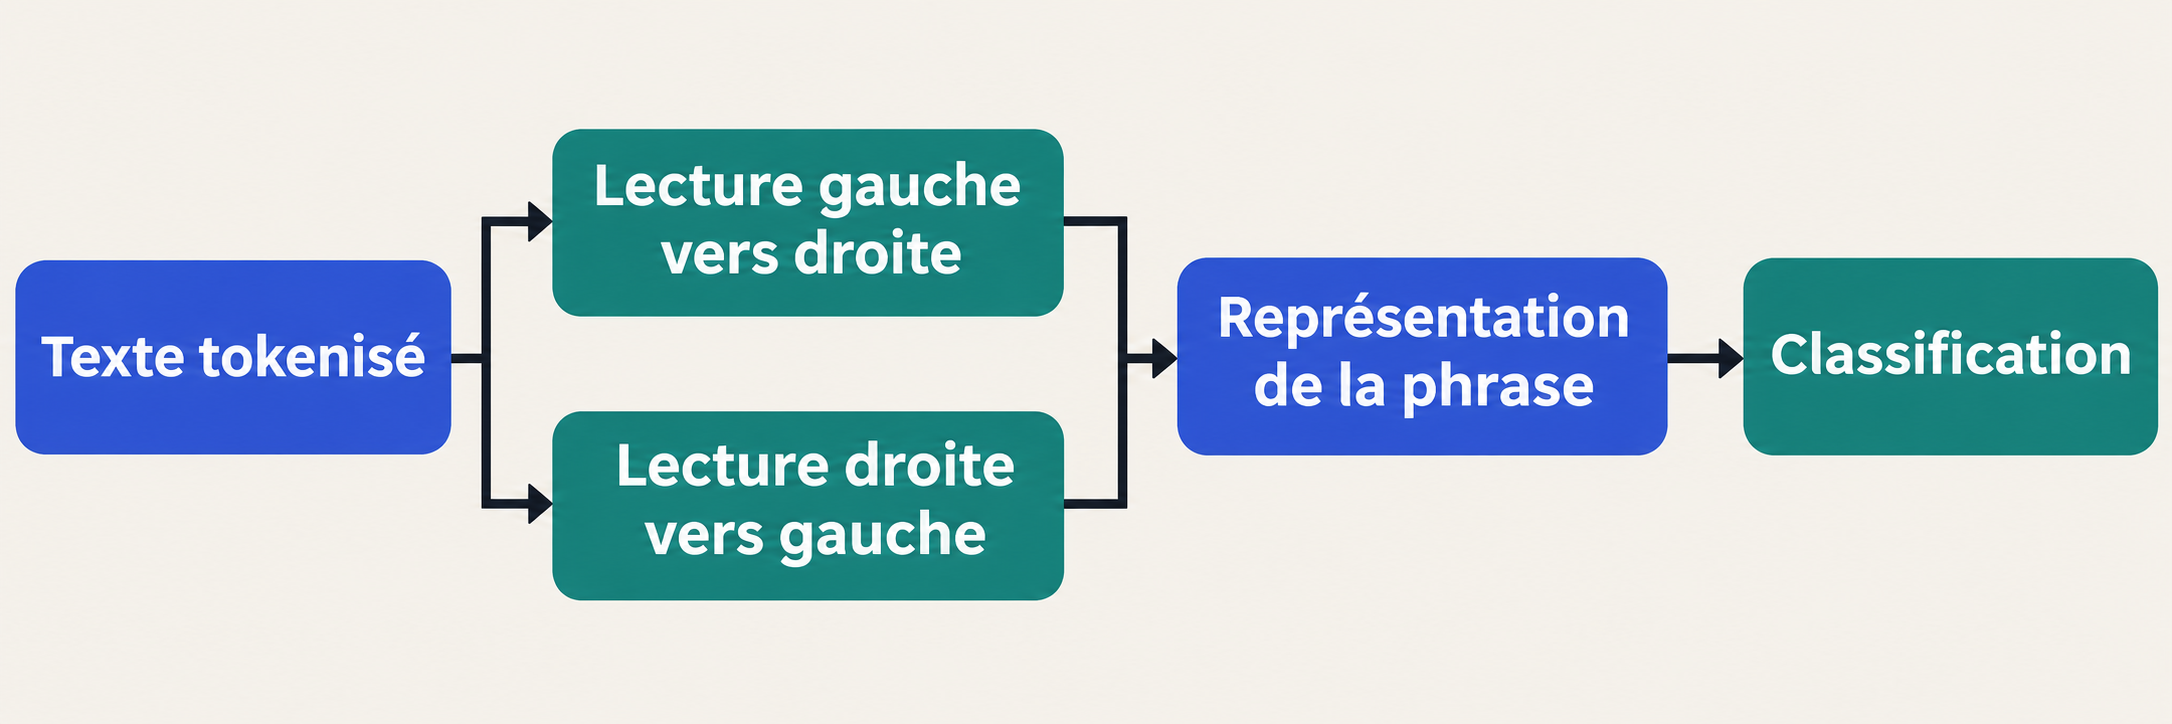 Texte tokenisé
Lecture gauche
vers droite
Lecture droite
vers gauche
Représentation
de la phrase
Classification